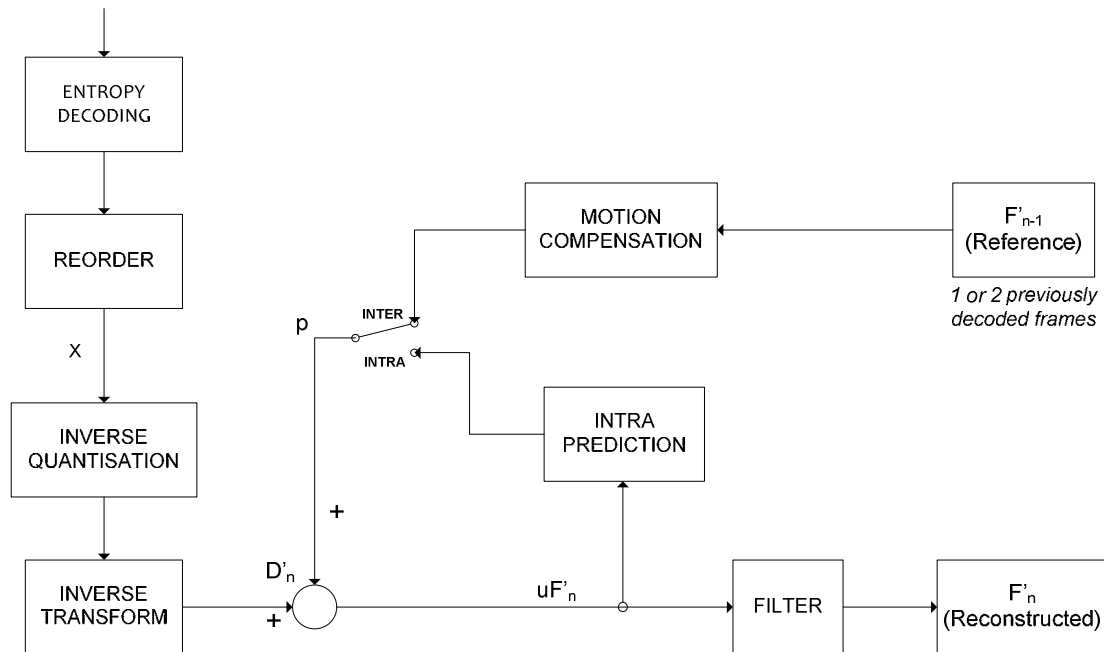 ENTROPY
DECODING
REORDER
X
INVERSE
QUANTISATION
INVERSE
TRANSFORM
MOTION
COMPENSATION
F'n-1
(Reference)
1 or 2 previously
decoded frames
p
INTER
INTRA
INTRA
PREDICTION
+
D'n
+
uF'n
FILTER
F'n
(Reconstructed)